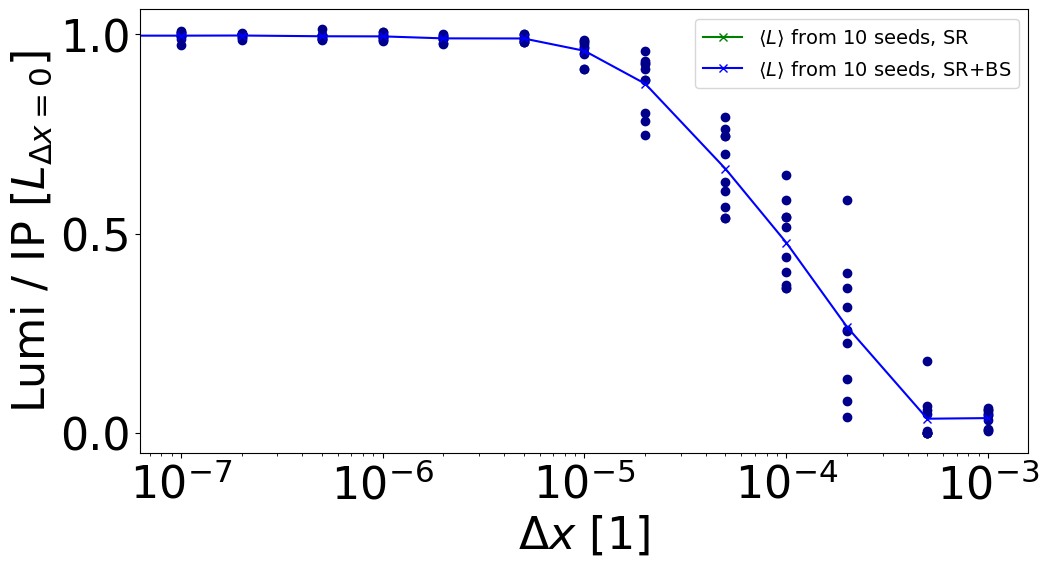 ⟨L⟩ from 10 seeds, SR
⟨L⟩ from 10 seeds, SR+BS
Lumi / IP [L_{Δx = 0}]
1.0
0.5
0.0
10^{-7} 10^{-6} 10^{-5} 10^{-4} 10^{-3}
Δx [1]